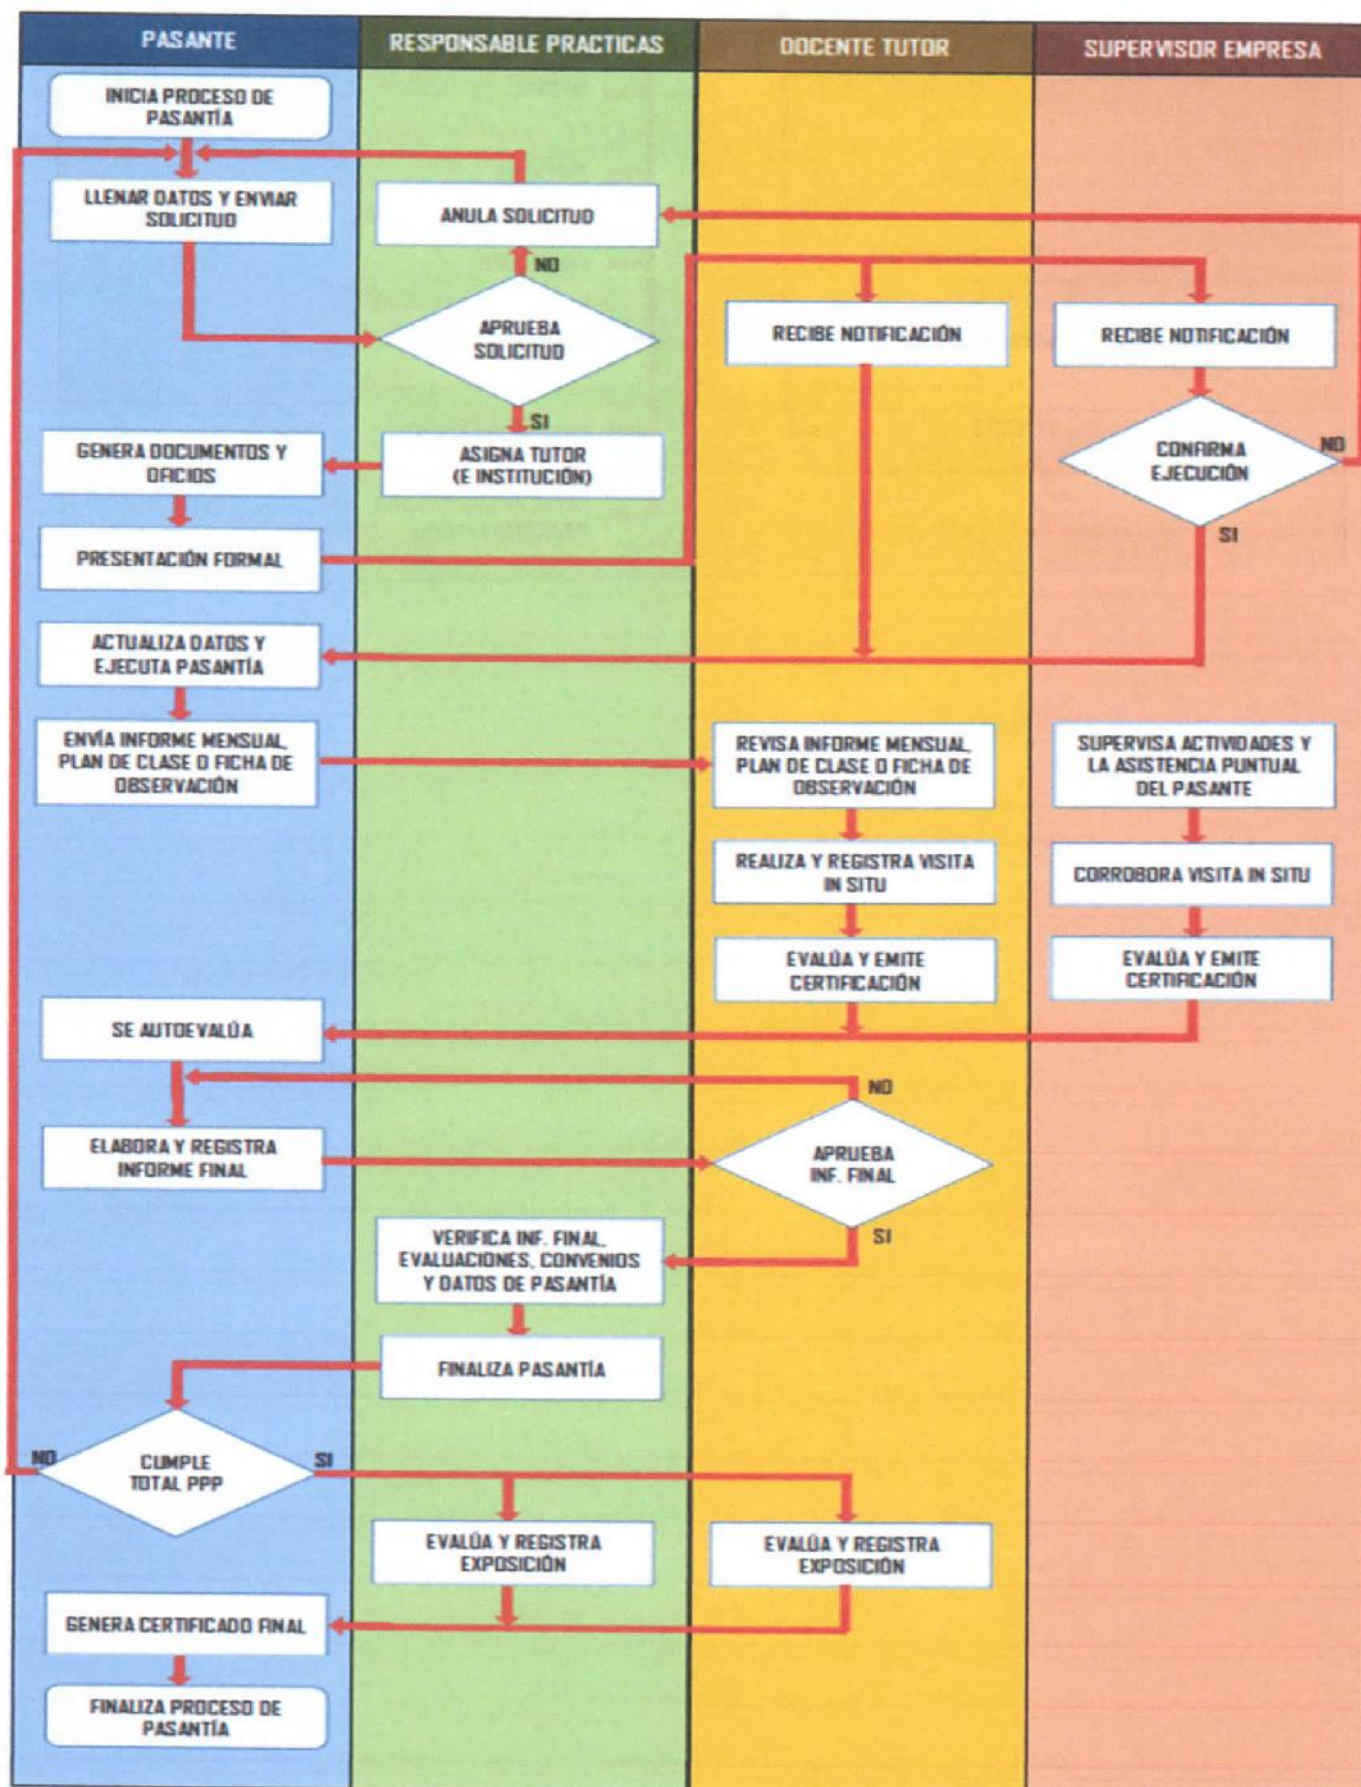 PASANTE
RESPONSABLE PRACTICAS
DOCENTE TUTOR
SUPERVISOR EMPRESA
INICIA PROCESO DE
PASANTÍA
LLENAR DATOS Y ENVIAR
SOLICITUD
ANULA SOLICITUD
NO
APRUEBA
SOLICITUD
SI
RECIBE NOTIFICACIÓN
RECIBE NOTIFICACIÓN
GENERA DOCUMENTOS Y
OFICIOS
ASIGNA TUTOR
(E INSTITUCIÓN)
CONFIRMA
EJECUCIÓN
NO
SI
PRESENTACIÓN FORMAL
ACTUALIZA DATOS Y
EJECUTA PASANTÍA
ENVÍA INFORME MENSUAL,
PLAN DE CLASE O FICHA DE
OBSERVACIÓN
REVISA INFORME MENSUAL,
PLAN DE CLASE O FICHA DE
OBSERVACIÓN
SUPERVISA ACTIVIDADES Y
LA ASISTENCIA PUNTUAL
DEL PASANTE
REALIZA Y REGISTRA VISITA
IN SITU
CORROBORA VISITA IN SITU
EVALÚA Y EMITE
CERTIFICACIÓN
EVALÚA Y EMITE
CERTIFICACIÓN
SE AUTOEVALÚA
NO
ELABORA Y REGISTRA
INFORME FINAL
APRUEBA
INF. FINAL
SI
VERIFICA INF. FINAL,
EVALUACIONES, CONVENIOS
Y DATOS DE PASANTÍA
FINALIZA PASANTÍA
NO
CUMPLE
TOTAL PPP
SI
EVALÚA Y REGISTRA
EXPOSICIÓN
EVALÚA Y REGISTRA
EXPOSICIÓN
GENERA CERTIFICADO FINAL
FINALIZA PROCESO DE
PASANTÍA